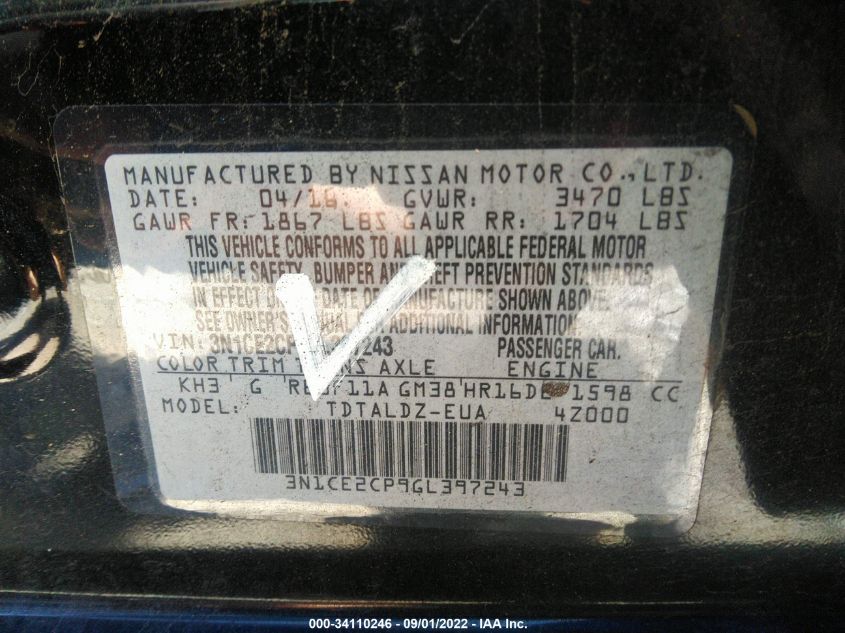 MANUFACTURED BY NISSAN MOTOR CO.,LTD.
DATE: 04/16 GVWR: 3470 LBS
GAWR FR: 1867 LBS GAWR RR: 1704 LBS
THIS VEHICLE CONFORMS TO ALL APPLICABLE FEDERAL MOTOR
VEHICLE SAFETY, BUMPER AND THEFT PREVENTION STANDARDS
IN EFFECT ON THE DATE OF MANUFACTURE SHOWN ABOVE.
SEE OWNER'S MANUAL FOR ADDITIONAL INFORMATION
VIN: 3N1CE2CP9GL397243 PASSENGER CAR.
COLOR TRIM TRANS AXLE ENGINE
KH3 G RE0F11A GM38 HR16DE 1598 CC
MODEL: TDTALDZ-EUA 4Z000
3N1CE2CP9GL397243
000-34110246 - 09/01/2022 - IAA Inc.